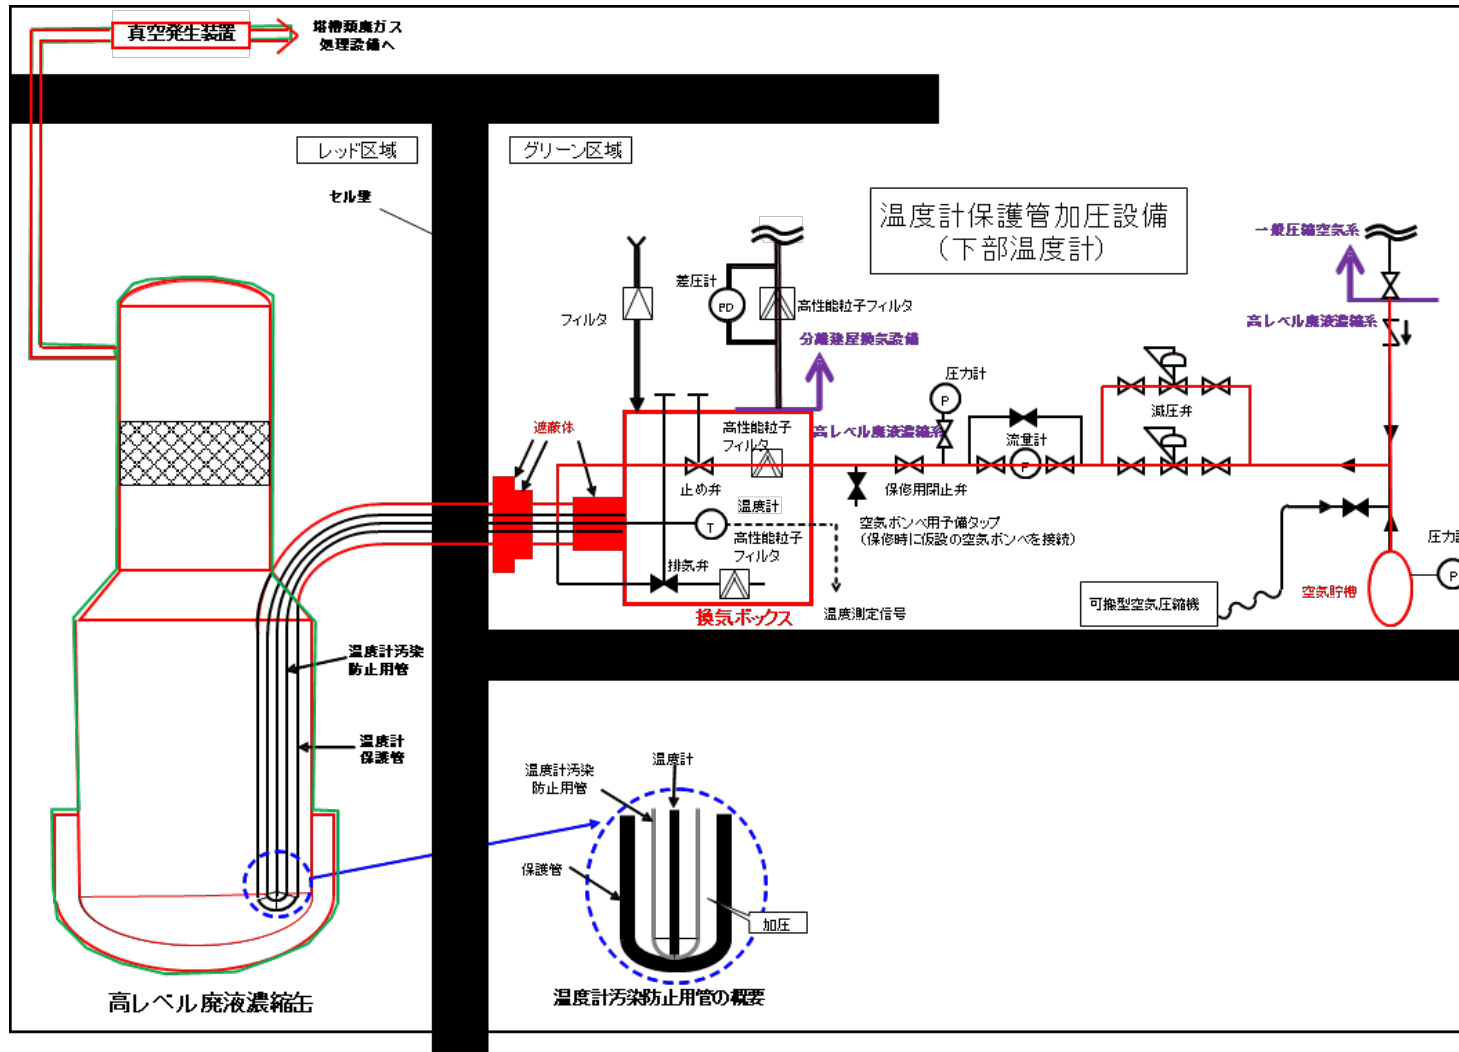 真空発生装置
塔槽類廃ガス
処理設備へ
レッド区域
グリーン区域
セル壁
温度計保護管加圧設備
(下部温度計)
一般圧縮空気系
高レベル廃液濃縮系
フィルタ
差圧計
PD
高性能粒子フィルタ
分離建屋換気設備
圧力計
P
減圧弁
遮蔽体
高性能粒子
フィルタ
高レベル廃液濃縮系
流量計
F
止め弁
保修用閉止弁
温度計
T
空気ボンベ用予備タップ
(保修時に仮設の空気ボンベを接続)
高性能粒子
フィルタ
排気弁
換気ボックス
温度測定信号
可搬型空気圧縮機
空気貯槽
圧力計
P
温度計汚染
防止用管
温度計
保護管
温度計
温度計汚染
防止用管
保護管
加圧
高レベル廃液濃縮缶
温度計汚染防止用管の概要